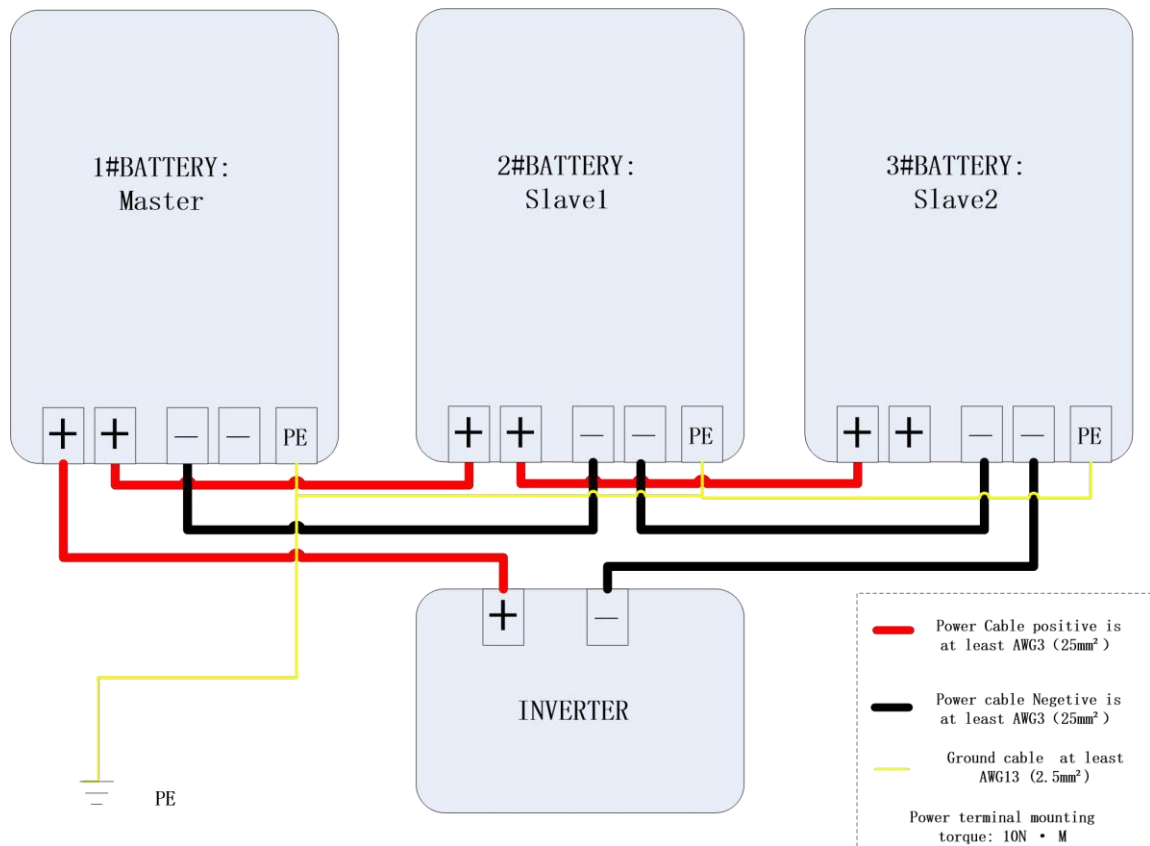 1#BATTERY:
Master
2#BATTERY:
Slave1
3#BATTERY:
Slave2
+ + — — PE
+ + — — PE
+ + — — PE
+ —
INVERTER
PE
Power Cable positive is
at least AWG3 (25mm²)
Power cable Negetive is
at least AWG3 (25mm²)
Ground cable at least
AWG13 (2.5mm²)
Power terminal mounting
torque: 10N • M